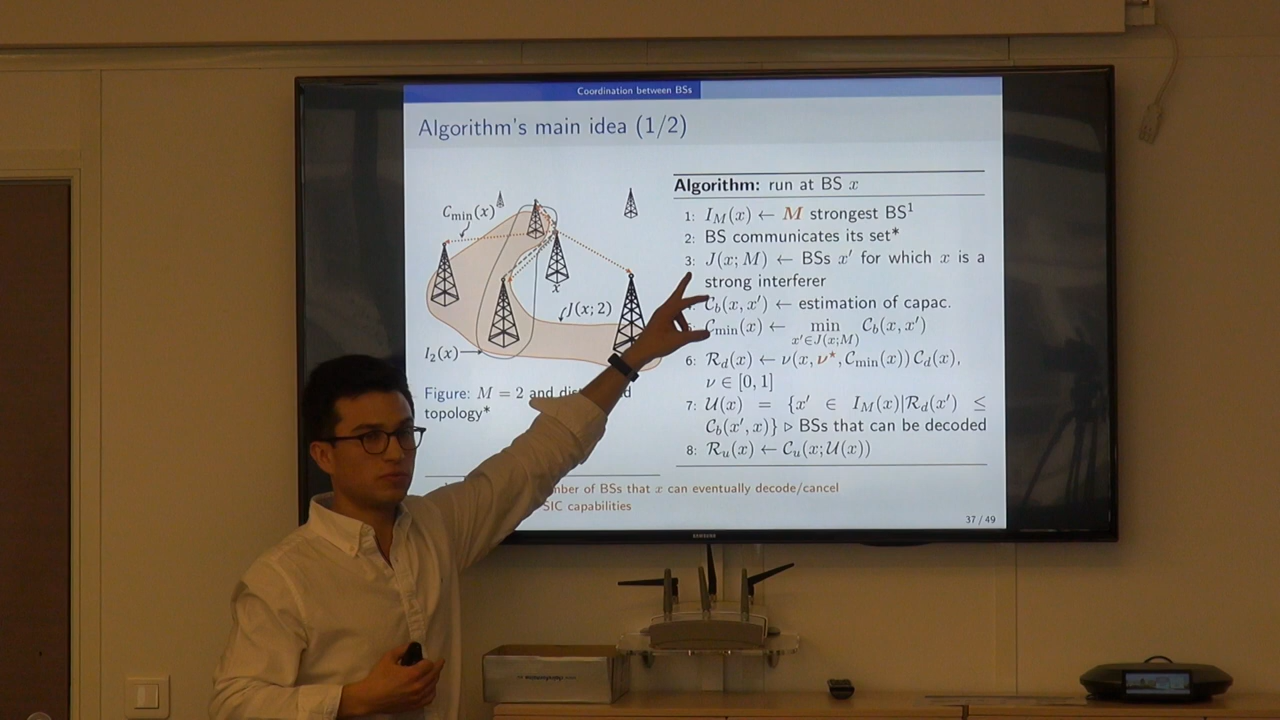 Coordination between BSs
Algorithm's main idea (1/2)
C_min(x)
x
J(x; 2)
I_2(x)
Figure: M = 2 and
topology*
Algorithm: run at BS x
1: I_M(x) ← M strongest BS¹
2: BS communicates its set*
3: J(x; M) ← BSs x′ for which x is a
strong interferer
C_b(x, x′) ← estimation of capac.
C_min(x) ← min C_b(x, x′)
x′∈J(x;M)
6: R_d(x) ← ν(x, ν*, C_min(x)) C_d(x),
ν ∈ [0, 1]
7: U(x) = {x′ ∈ I_M(x)|R_d(x′) ≤
C_b(x′, x)} ▷ BSs that can be decoded
8: R_u(x) ← C_u(x; U(x))
of BSs that x can eventually decode/cancel
SIC capabilities
37 / 49
SAMSUNG